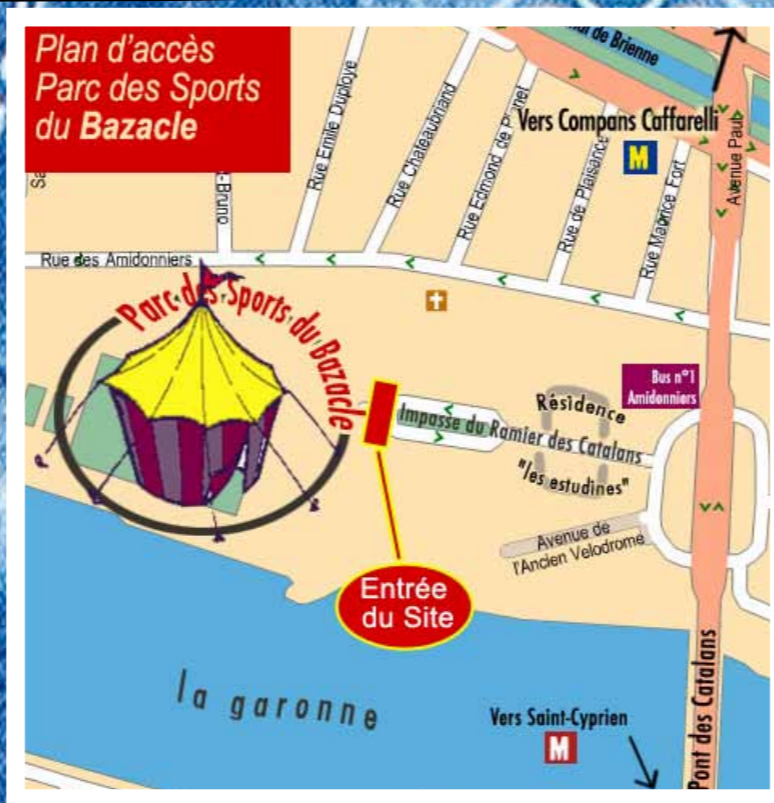 Plan d'accès
Parc des Sports
du Bazacle
de Brienne
Vers Compans Caffarelli
M
Avenue Paul
Rue Emile Duploye
Rue Chateaubriand
Rue Edmond de Planet
Rue de Plaisance
Rue Maurice Fort
Bruno
Rue des Amidonniers
Parc des Sports du Bazacle
Bus n°1
Amidonniers
Résidence
Impasse du Ramier des Catalans
"les estudines"
Avenue de
l'Ancien Velodrome
Entrée
du Site
la garonne
Vers Saint-Cyprien
M
Pont des Catalans